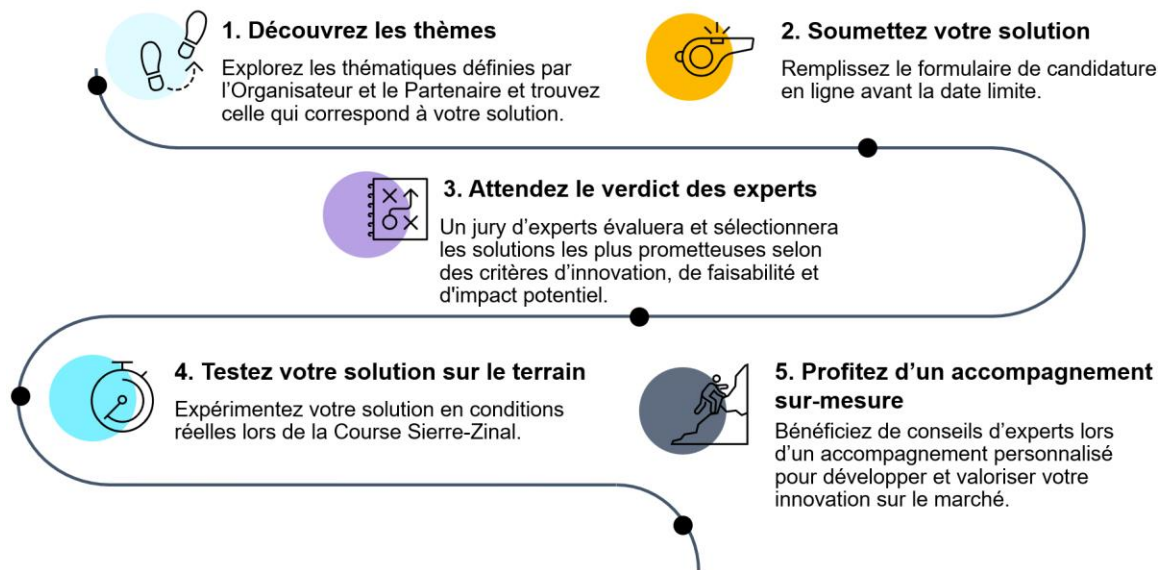 1. Découvrez les thèmes
Explorez les thématiques définies par
l'Organisateur et le Partenaire et trouvez
celle qui correspond à votre solution.
2. Soumettez votre solution
Remplissez le formulaire de candidature
en ligne avant la date limite.
3. Attendez le verdict des experts
Un jury d'experts évaluera et sélectionnera
les solutions les plus prometteuses selon
des critères d'innovation, de faisabilité et
d'impact potentiel.
4. Testez votre solution sur le terrain
Expérimentez votre solution en conditions
réelles lors de la Course Sierre-Zinal.
5. Profitez d'un accompagnement
sur-mesure
Bénéficiez de conseils d'experts lors
d'un accompagnement personnalisé
pour développer et valoriser votre
innovation sur le marché.